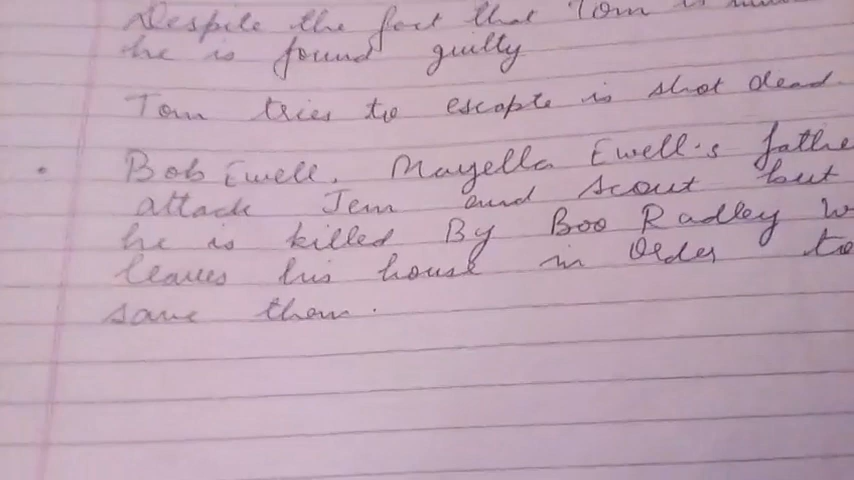 Despite the fact that Tom is
he is found guilty
Tom tries to escapte is shot dead.
Bob Ewell. Mayella Ewell's fathe
attack Jem and scout but
he is killed By Boo Radley w
leaves his house in Order to
save them.